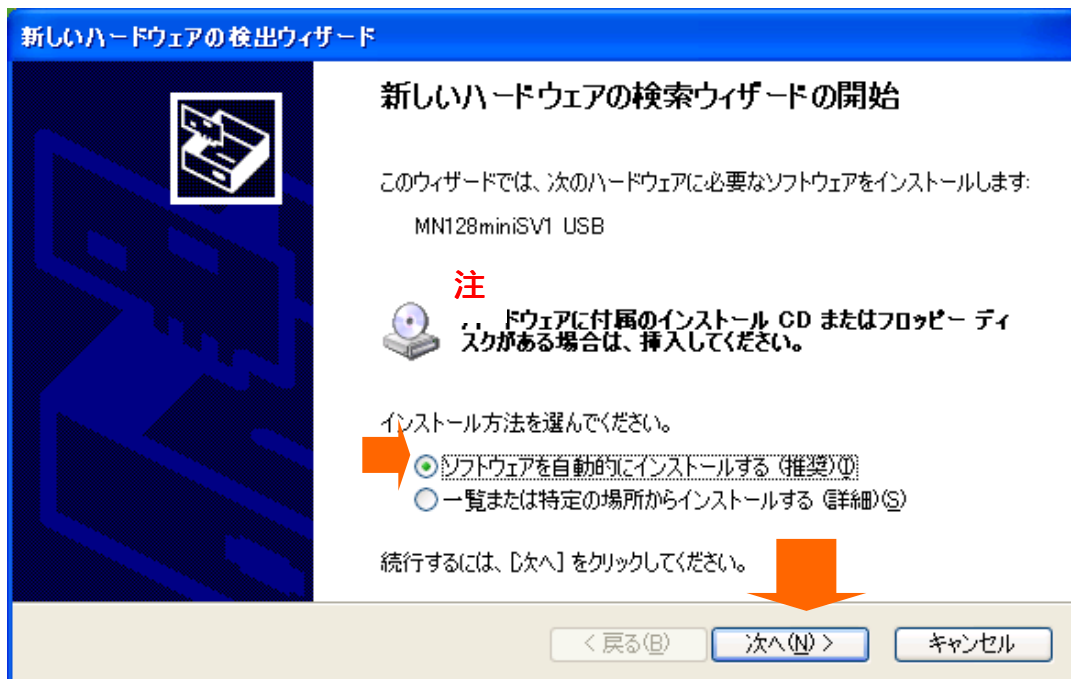 新しいハードウェアの検出ウィザード
新しいハードウェアの検索ウィザードの開始
このウィザードでは、次のハードウェアに必要なソフトウェアをインストールします:
MN128miniSV1 USB
注
ドウェアに付属のインストール CD またはフロッピー ディ
スクがある場合は、挿入してください。
インストール方法を選んでください。
ソフトウェアを自動的にインストールする (推奨)(I)
一覧または特定の場所からインストールする (詳細)(S)
続行するには、[次へ] をクリックしてください。
< 戻る(B)
次へ(N) >
キャンセル